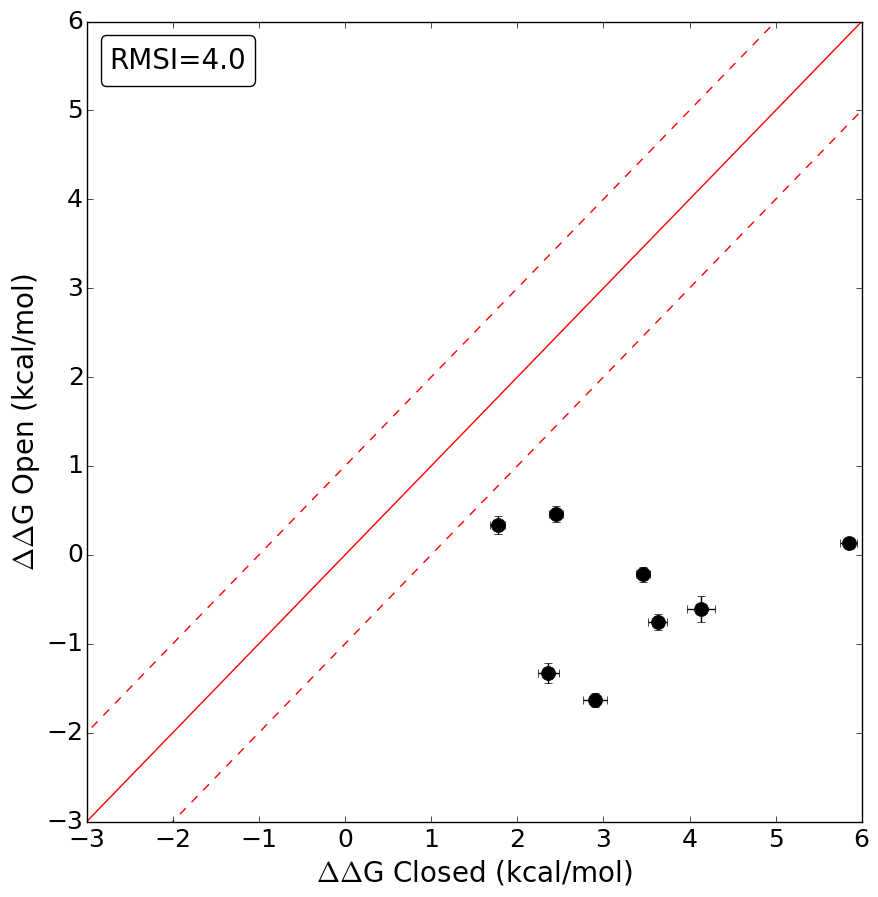 RMSI=4.0
6
5
4
3
2
1
0
−1
−2
−3
ΔΔG Open (kcal/mol)
−3 −2 −1 0 1 2 3 4 5 6
ΔΔG Closed (kcal/mol)